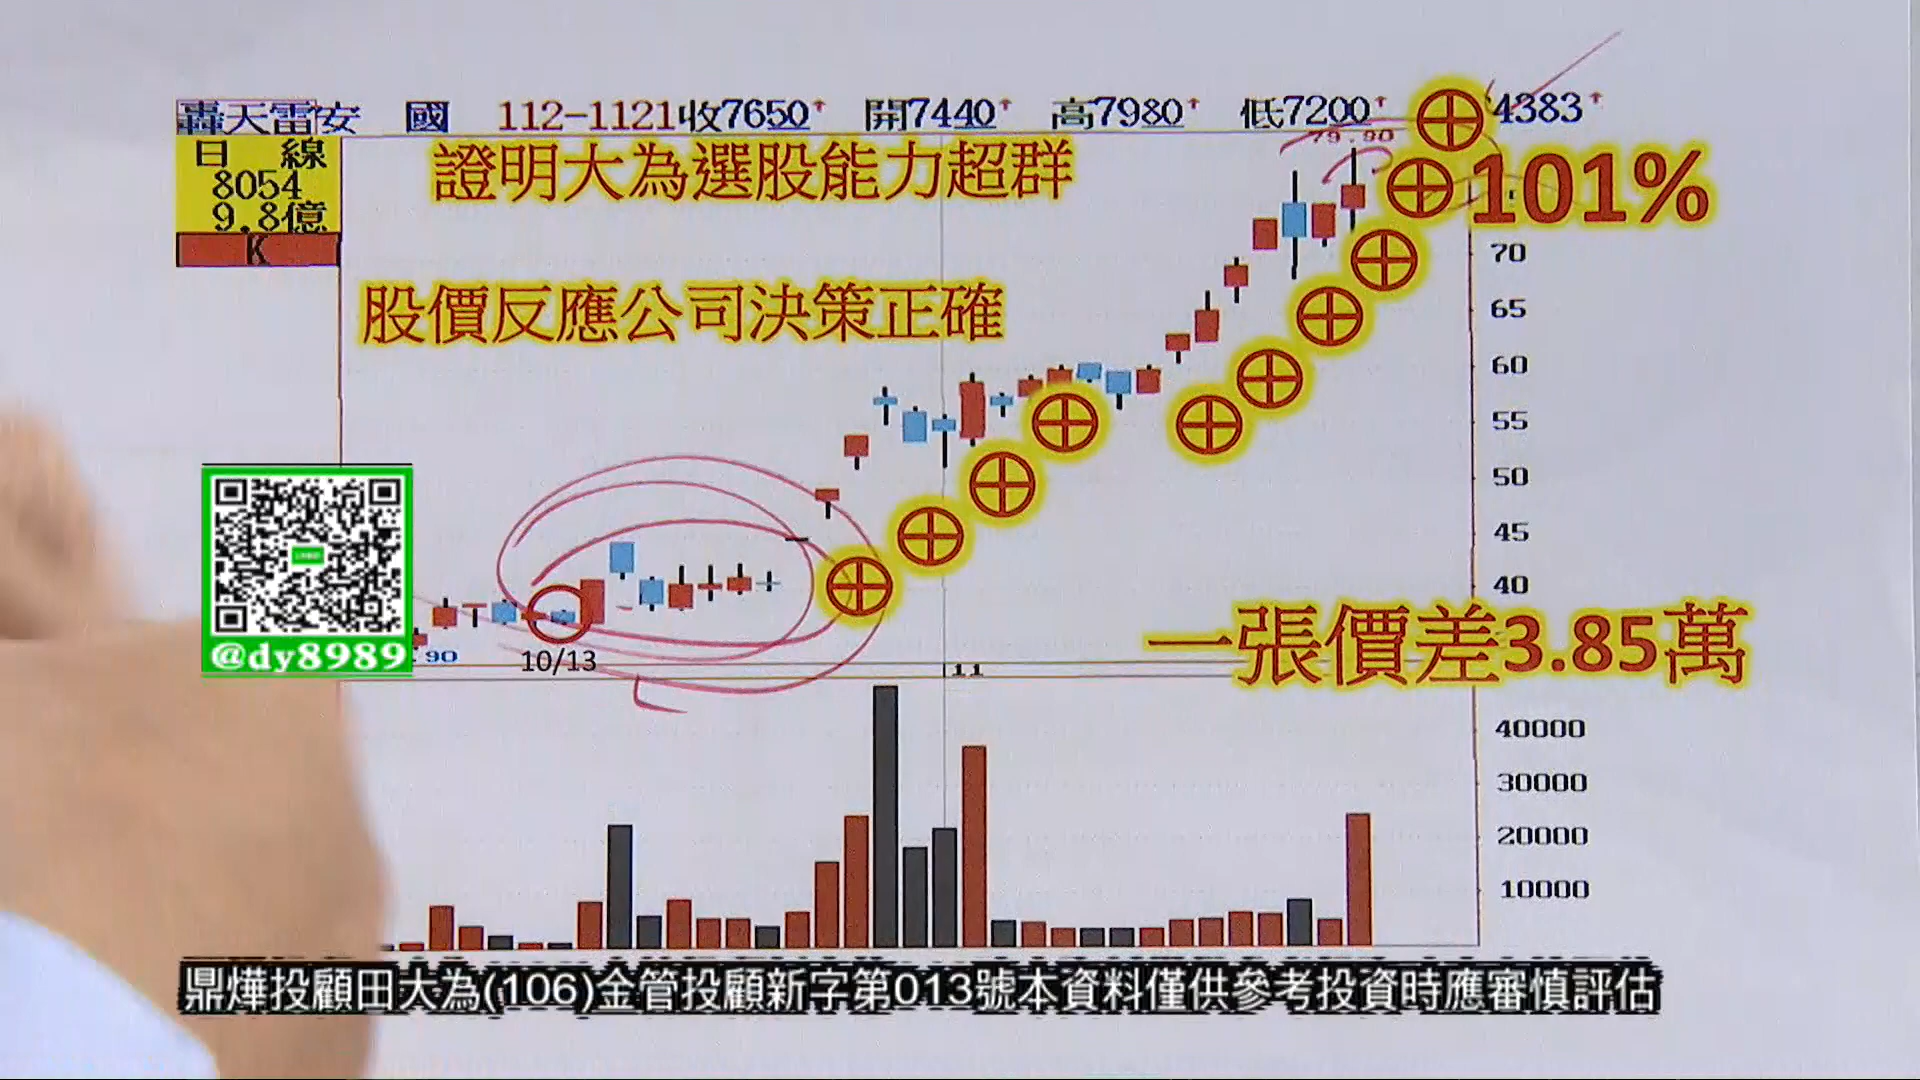 轟天雷安 國 112-1121收7650↑ 開7440↑ 高7980↑ 低7200↑ 4383↑
日 線
8054
9.8億
K
79.90
證明大為選股能力超群
101%
股價反應公司決策正確
70
65
60
55
50
45
40
一張價差3.85萬
@dy8989
90
10/13
11
40000
30000
20000
10000
鼎燁投顧田大為(106)金管投顧新字第013號本資料僅供參考投資時應審慎評估